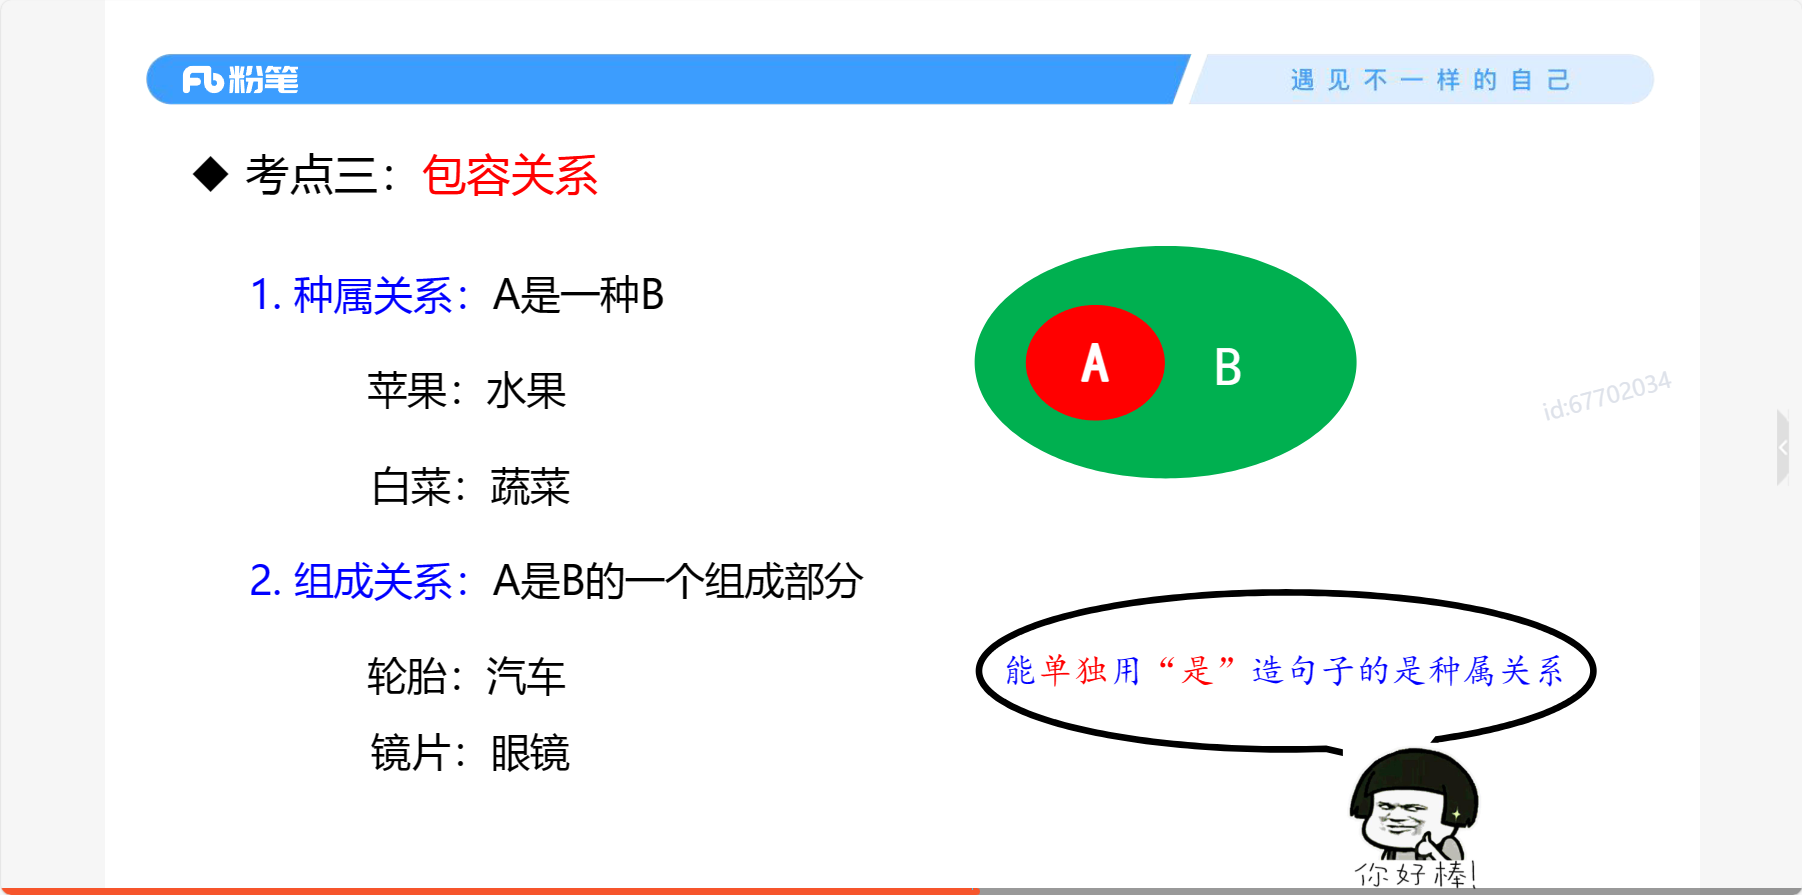 Fb粉笔
遇见不一样的自己
◆ 考点三：包容关系
1. 种属关系：A是一种B
苹果：水果
白菜：蔬菜
A
B
id:67702034
2. 组成关系：A是B的一个组成部分
轮胎：汽车
镜片：眼镜
能单独用“是”造句子的是种属关系
你好棒!